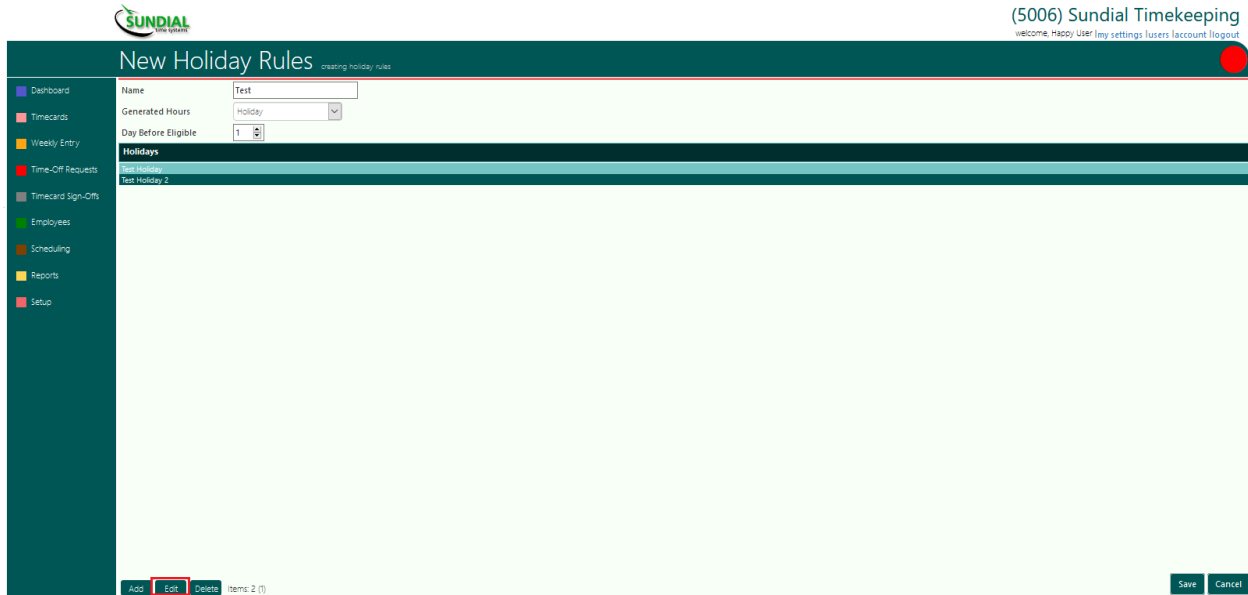 SUNDIAL
time systems
(5006) Sundial Timekeeping
welcome, Happy User |my settings |users |account |logout
New Holiday Rules creating holiday rules
Dashboard
Timecards
Weekly Entry
Time-Off Requests
Timecard Sign-Offs
Employees
Scheduling
Reports
Setup
Name Test
Generated Hours Holiday
Day Before Eligible 1
Holidays
Test Holiday
Test Holiday 2
Add Edit Delete Items: 2 (1)
Save Cancel